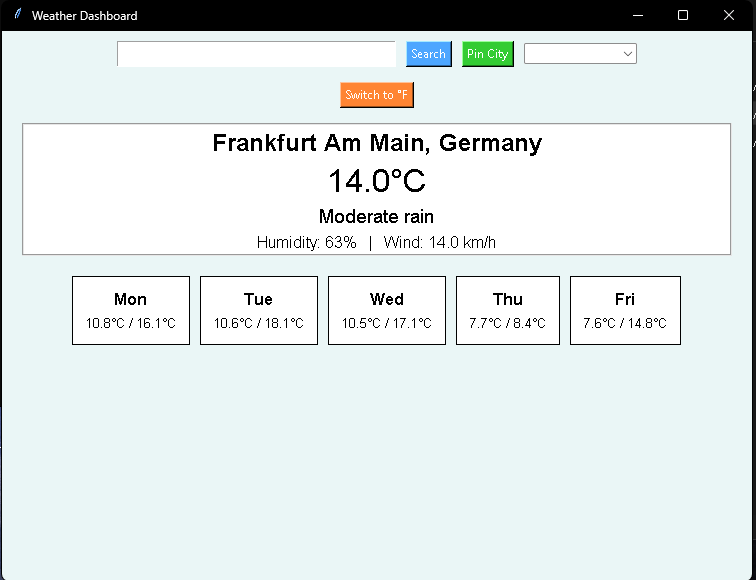 Weather Dashboard
Search Pin City
Switch to °F
Frankfurt Am Main, Germany
14.0°C
Moderate rain
Humidity: 63% | Wind: 14.0 km/h
Mon Tue Wed Thu Fri
10.8°C / 16.1°C 10.6°C / 18.1°C 10.5°C / 17.1°C 7.7°C / 8.4°C 7.6°C / 14.8°C